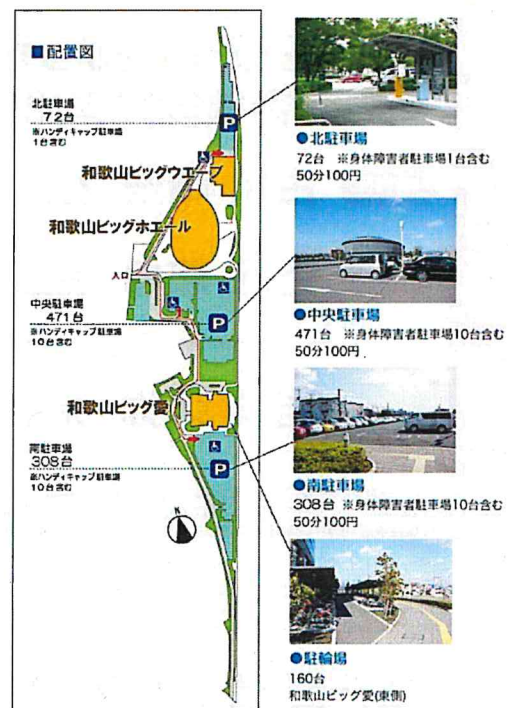 ■配置図
北駐車場
72台
※ハンディキャップ駐車場
1台含む
P
和歌山ビッグウエーブ
和歌山ビッグホエール
入口
中央駐車場
471台
※ハンディキャップ駐車場
10台含む
P
和歌山ビッグ愛
南駐車場
308台
※ハンディキャップ駐車場
10台含む
P
N
●北駐車場
72台 ※身体障害者駐車場1台含む
50分100円
●中央駐車場
471台 ※身体障害者駐車場10台含む
50分100円
●南駐車場
308台 ※身体障害者駐車場10台含む
50分100円
●駐輪場
160台
和歌山ビッグ愛(東側)